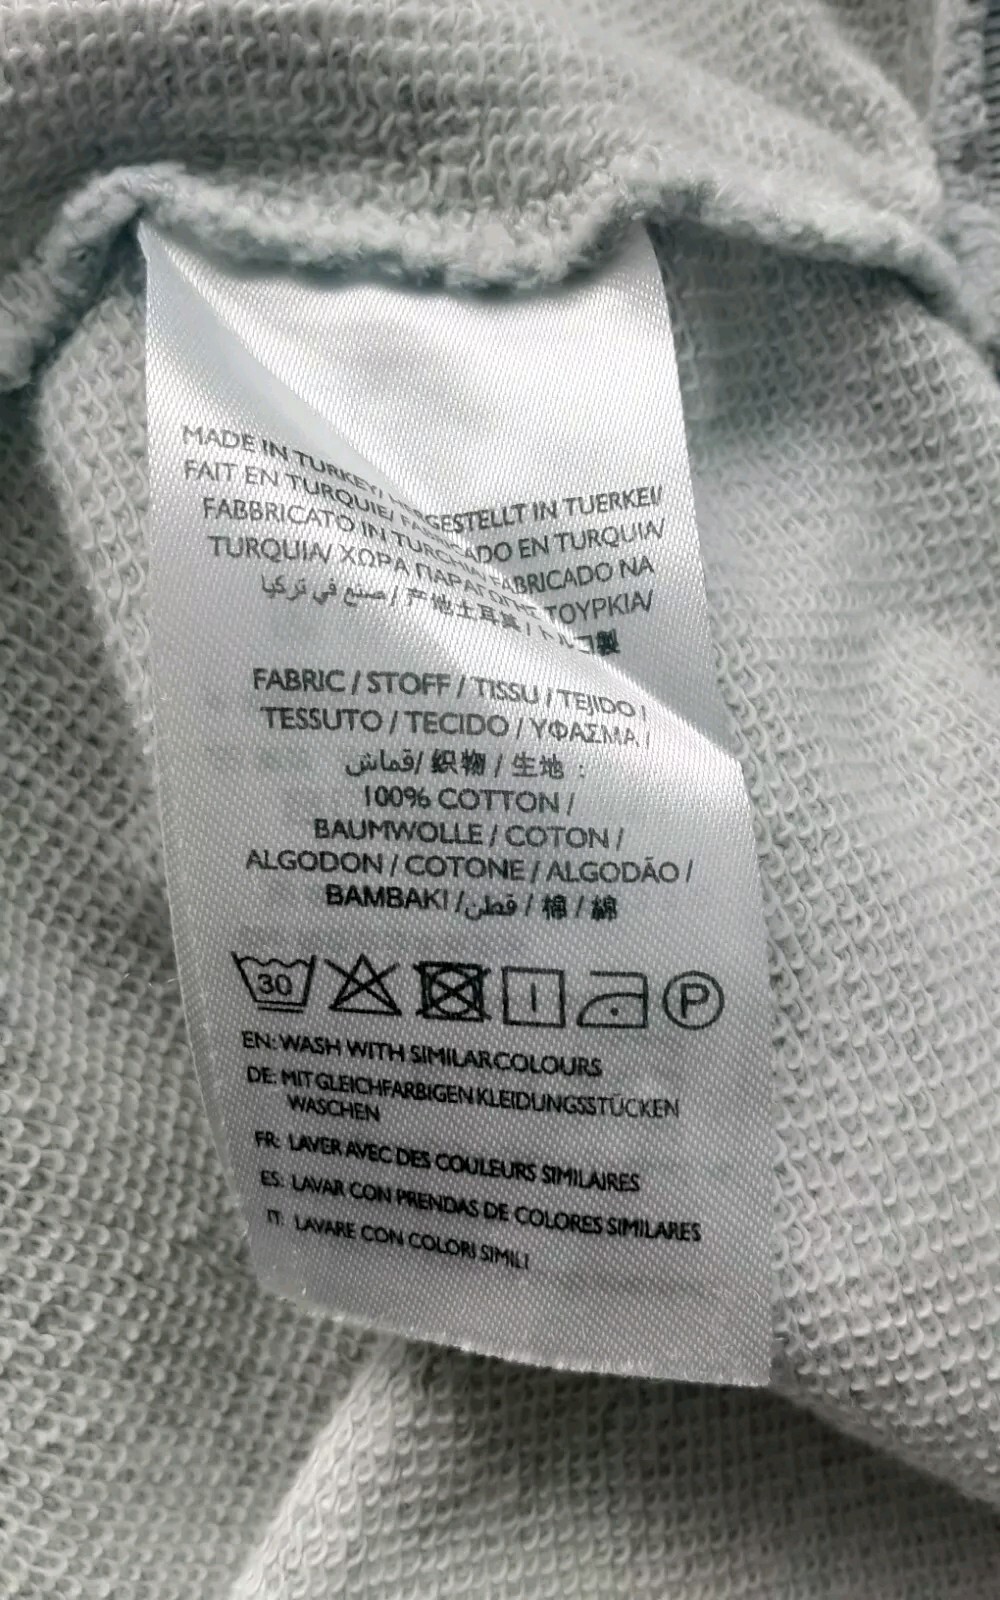 MADE IN TURKEY/ HERGESTELLT IN TUERKEI/
FAIT EN TURQUIE/ FABRICADO EN TURQUIA/
FABBRICATO IN TURCHIA/ FABRICADO NA
TURQUIA/ ΧΩΡΑ ΠΑΡΑΓΩΓΗΣ ΤΟΥΡΚΙΑ/
صنع في تركيا / 产地土耳其 / トルコ製
FABRIC / STOFF / TISSU / TEJIDO /
TESSUTO / TECIDO / ΥΦΑΣΜΑ /
قماش/ 织物 / 生地 :
100% COTTON /
BAUMWOLLE / COTON /
ALGODON / COTONE / ALGODÃO /
BAMBAKI / قطن / 棉 / 綿
30 P
EN: WASH WITH SIMILAR COLOURS
DE: MIT GLEICHFARBIGEN KLEIDUNGSSTÜCKEN
WASCHEN
FR: LAVER AVEC DES COULEURS SIMILAIRES
ES: LAVAR CON PRENDAS DE COLORES SIMILARES
IT: LAVARE CON COLORI SIMILI